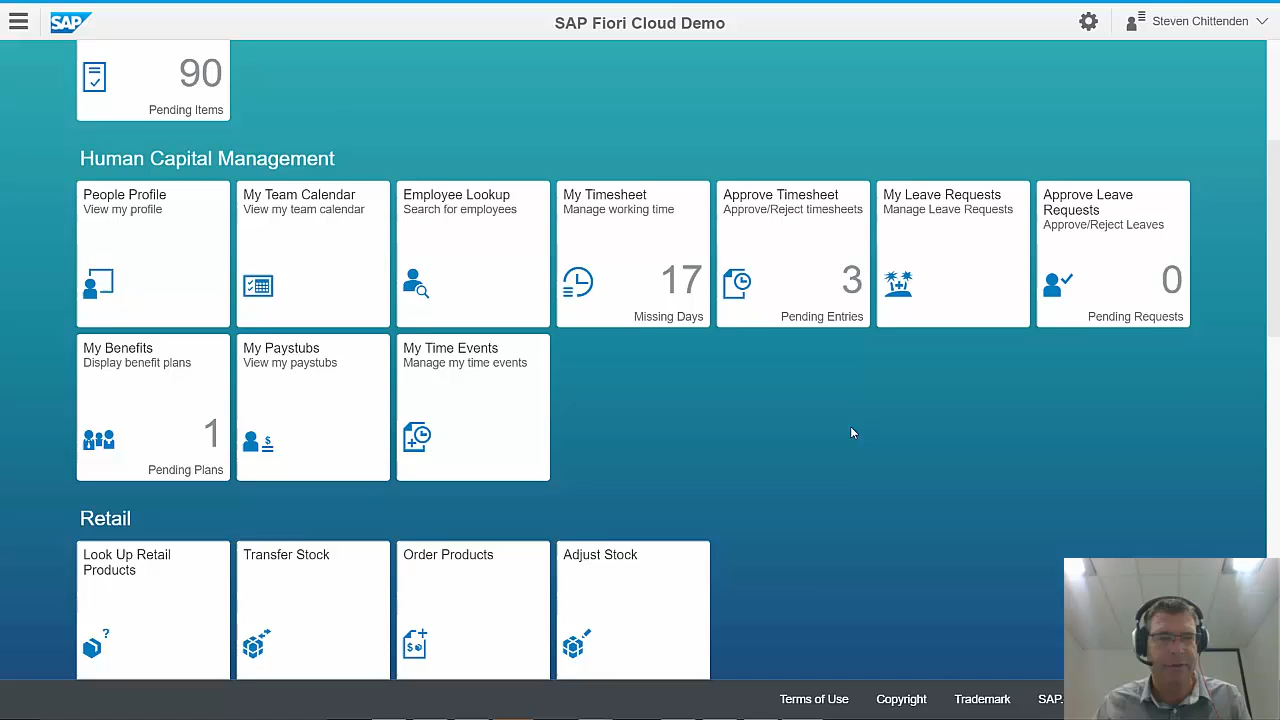 SAP
SAP Fiori Cloud Demo
Steven Chittenden
90
Pending Items
Human Capital Management
People Profile
View my profile
My Team Calendar
View my team calendar
Employee Lookup
Search for employees
My Timesheet
Manage working time
17
Missing Days
Approve Timesheet
Approve/Reject timesheets
3
Pending Entries
My Leave Requests
Manage Leave Requests
Approve Leave
Requests
Approve/Reject Leaves
0
Pending Requests
My Benefits
Display benefit plans
1
Pending Plans
My Paystubs
View my paystubs
$
My Time Events
Manage my time events
Retail
Look Up Retail
Products
?
Transfer Stock
Order Products
$
Adjust Stock
Terms of Use
Copyright
Trademark
SAP.